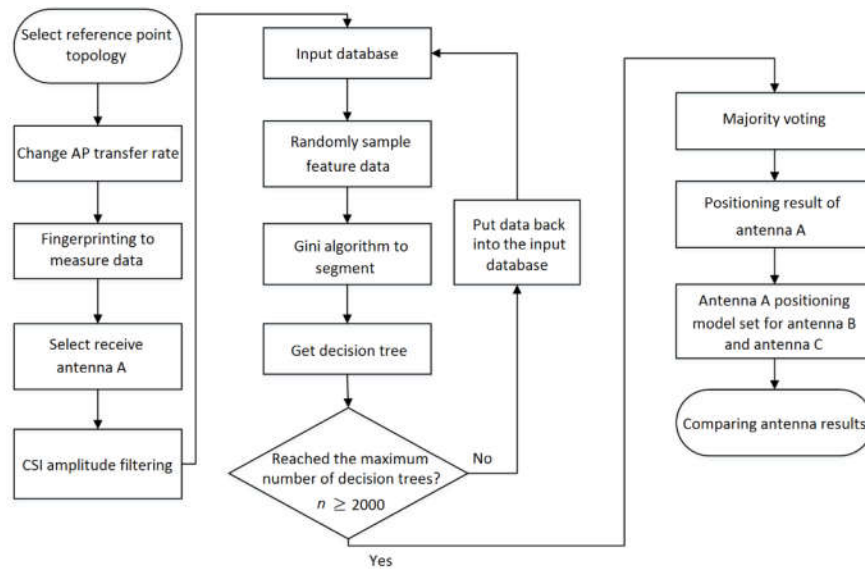 Select reference point
topology
Change AP transfer rate
Fingerprinting to
measure data
Select receive
antenna A
CSI amplitude filtering
Input database
Randomly sample
feature data
Gini algorithm to
segment
Get decision tree
Reached the maximum
number of decision trees?
n ≥ 2000
No
Yes
Put data back
into the input
database
Majority voting
Positioning result of
antenna A
Antenna A positioning
model set for antenna B
and antenna C
Comparing antenna results